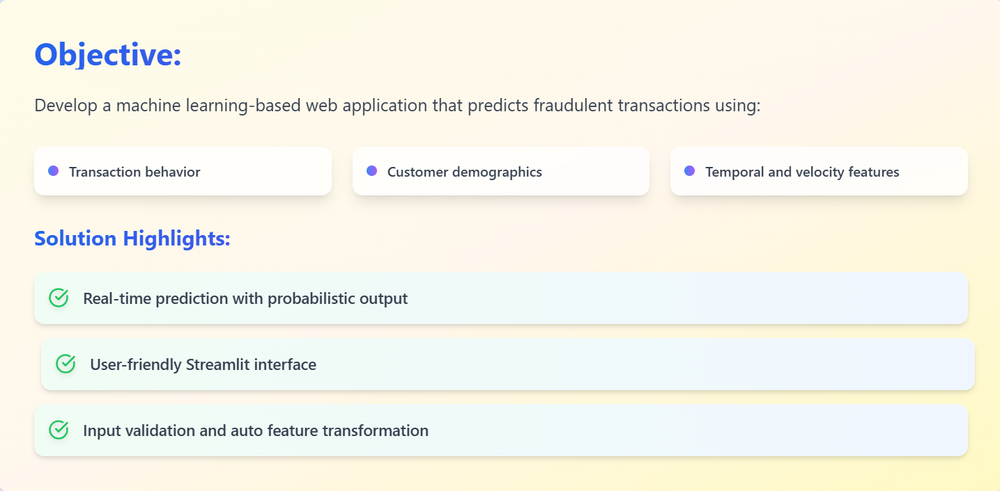 Objective:
Develop a machine learning-based web application that predicts fraudulent transactions using:
Transaction behavior
Customer demographics
Temporal and velocity features
Solution Highlights:
Real-time prediction with probabilistic output
User-friendly Streamlit interface
Input validation and auto feature transformation